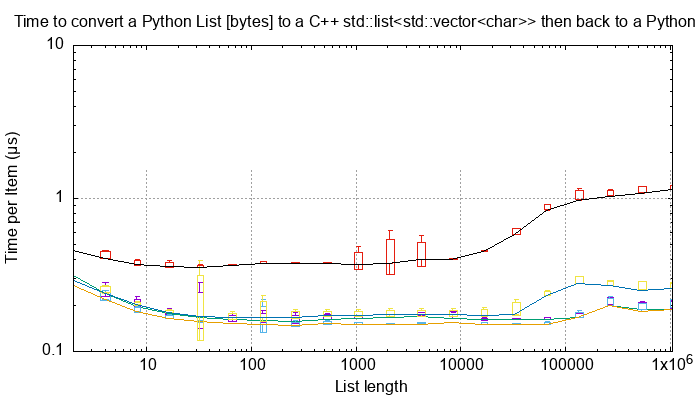 Time to convert a Python List [bytes] to a C++ std::list<std::vector<char>> then back to a Python
10
1
0.1
Time per Item (µs)
10 100 1000 10000 100000 1x10⁶
List length